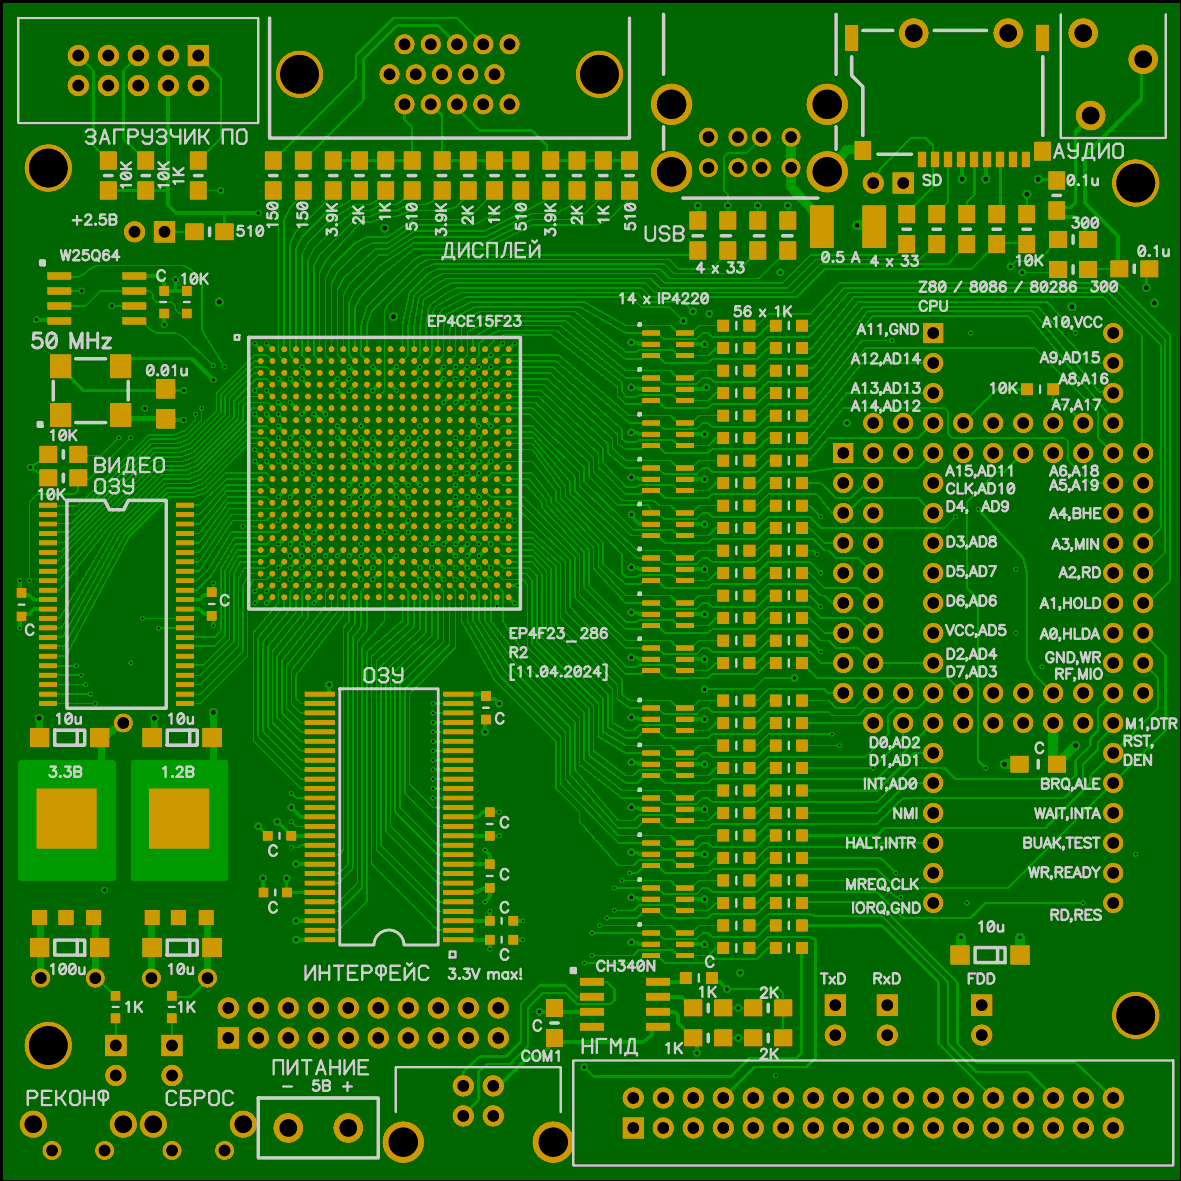 ЗАГРУЗЧИК ПО
10K
10K
1K
+2.5В
510
150
150
3.9K
2K
1K
510
3.9K
2K
1K
510
3.9K
2K
1K
510
ДИСПЛЕЙ
USB
4 x 33
0.5 A
4 x 33
SD
АУДИО
0.1u
300
10K
0.1u
300
W25Q64
C
10K
50 MHz
0.01u
10K
10K
ВИДЕО
ОЗУ
EP4CE15F23
14 x IP4220
56 x 1K
Z80 / 8086 / 80286
CPU
A11,GND
A10,VCC
A12,AD14
A9,AD15
A13,AD13
10K
A8,A16
A14,AD12
A7,A17
A15,AD11
A6,A18
CLK,AD10
A5,A19
D4, AD9
A4,BHE
D3,AD8
A3,MIN
D5,AD7
A2,RD
D6,AD6
A1,HOLD
VCC,AD5
A0,HLDA
D2,AD4
GND,WR
D7,AD3
RF,MIO
M1,DTR
D0,AD2
RST,
DEN
D1,AD1
C
INT,AD0
BRQ,ALE
NMI
WAIT,INTA
HALT,INTR
BUAK,TEST
MREQ,CLK
WR,READY
IORQ,GND
RD,RES
10u
C
C
EP4F23_286
R2
[11.04.2024]
ОЗУ
C
C
C
C
C
C
C
10u
10u
3.3В
1.2В
100u
10u
1K
1K
ИНТЕРФЕЙС
3.3V max!
CH340N
C
1K
2K
C
COM1
НГМД
1K
2K
TxD
RxD
FDD
ПИТАНИЕ
- 5В +
РЕКОНФ
СБРОС